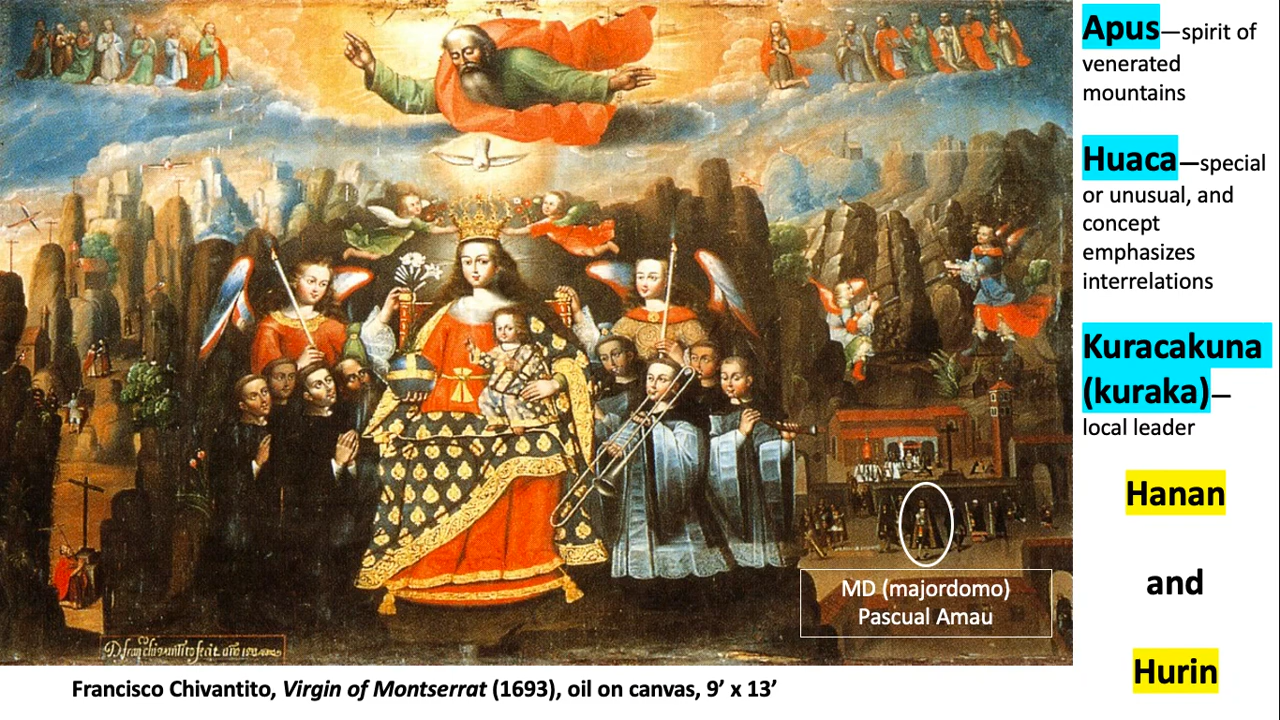 Apus—spirit of
venerated
mountains
Huaca—special
or unusual, and
concept
emphasizes
interrelations
Kuracakuna
(kuraka)—
local leader
Hanan
and
Hurin
MD (majordomo)
Pascual Amau
Francisco Chivantito, Virgin of Montserrat (1693), oil on canvas, 9’ x 13’